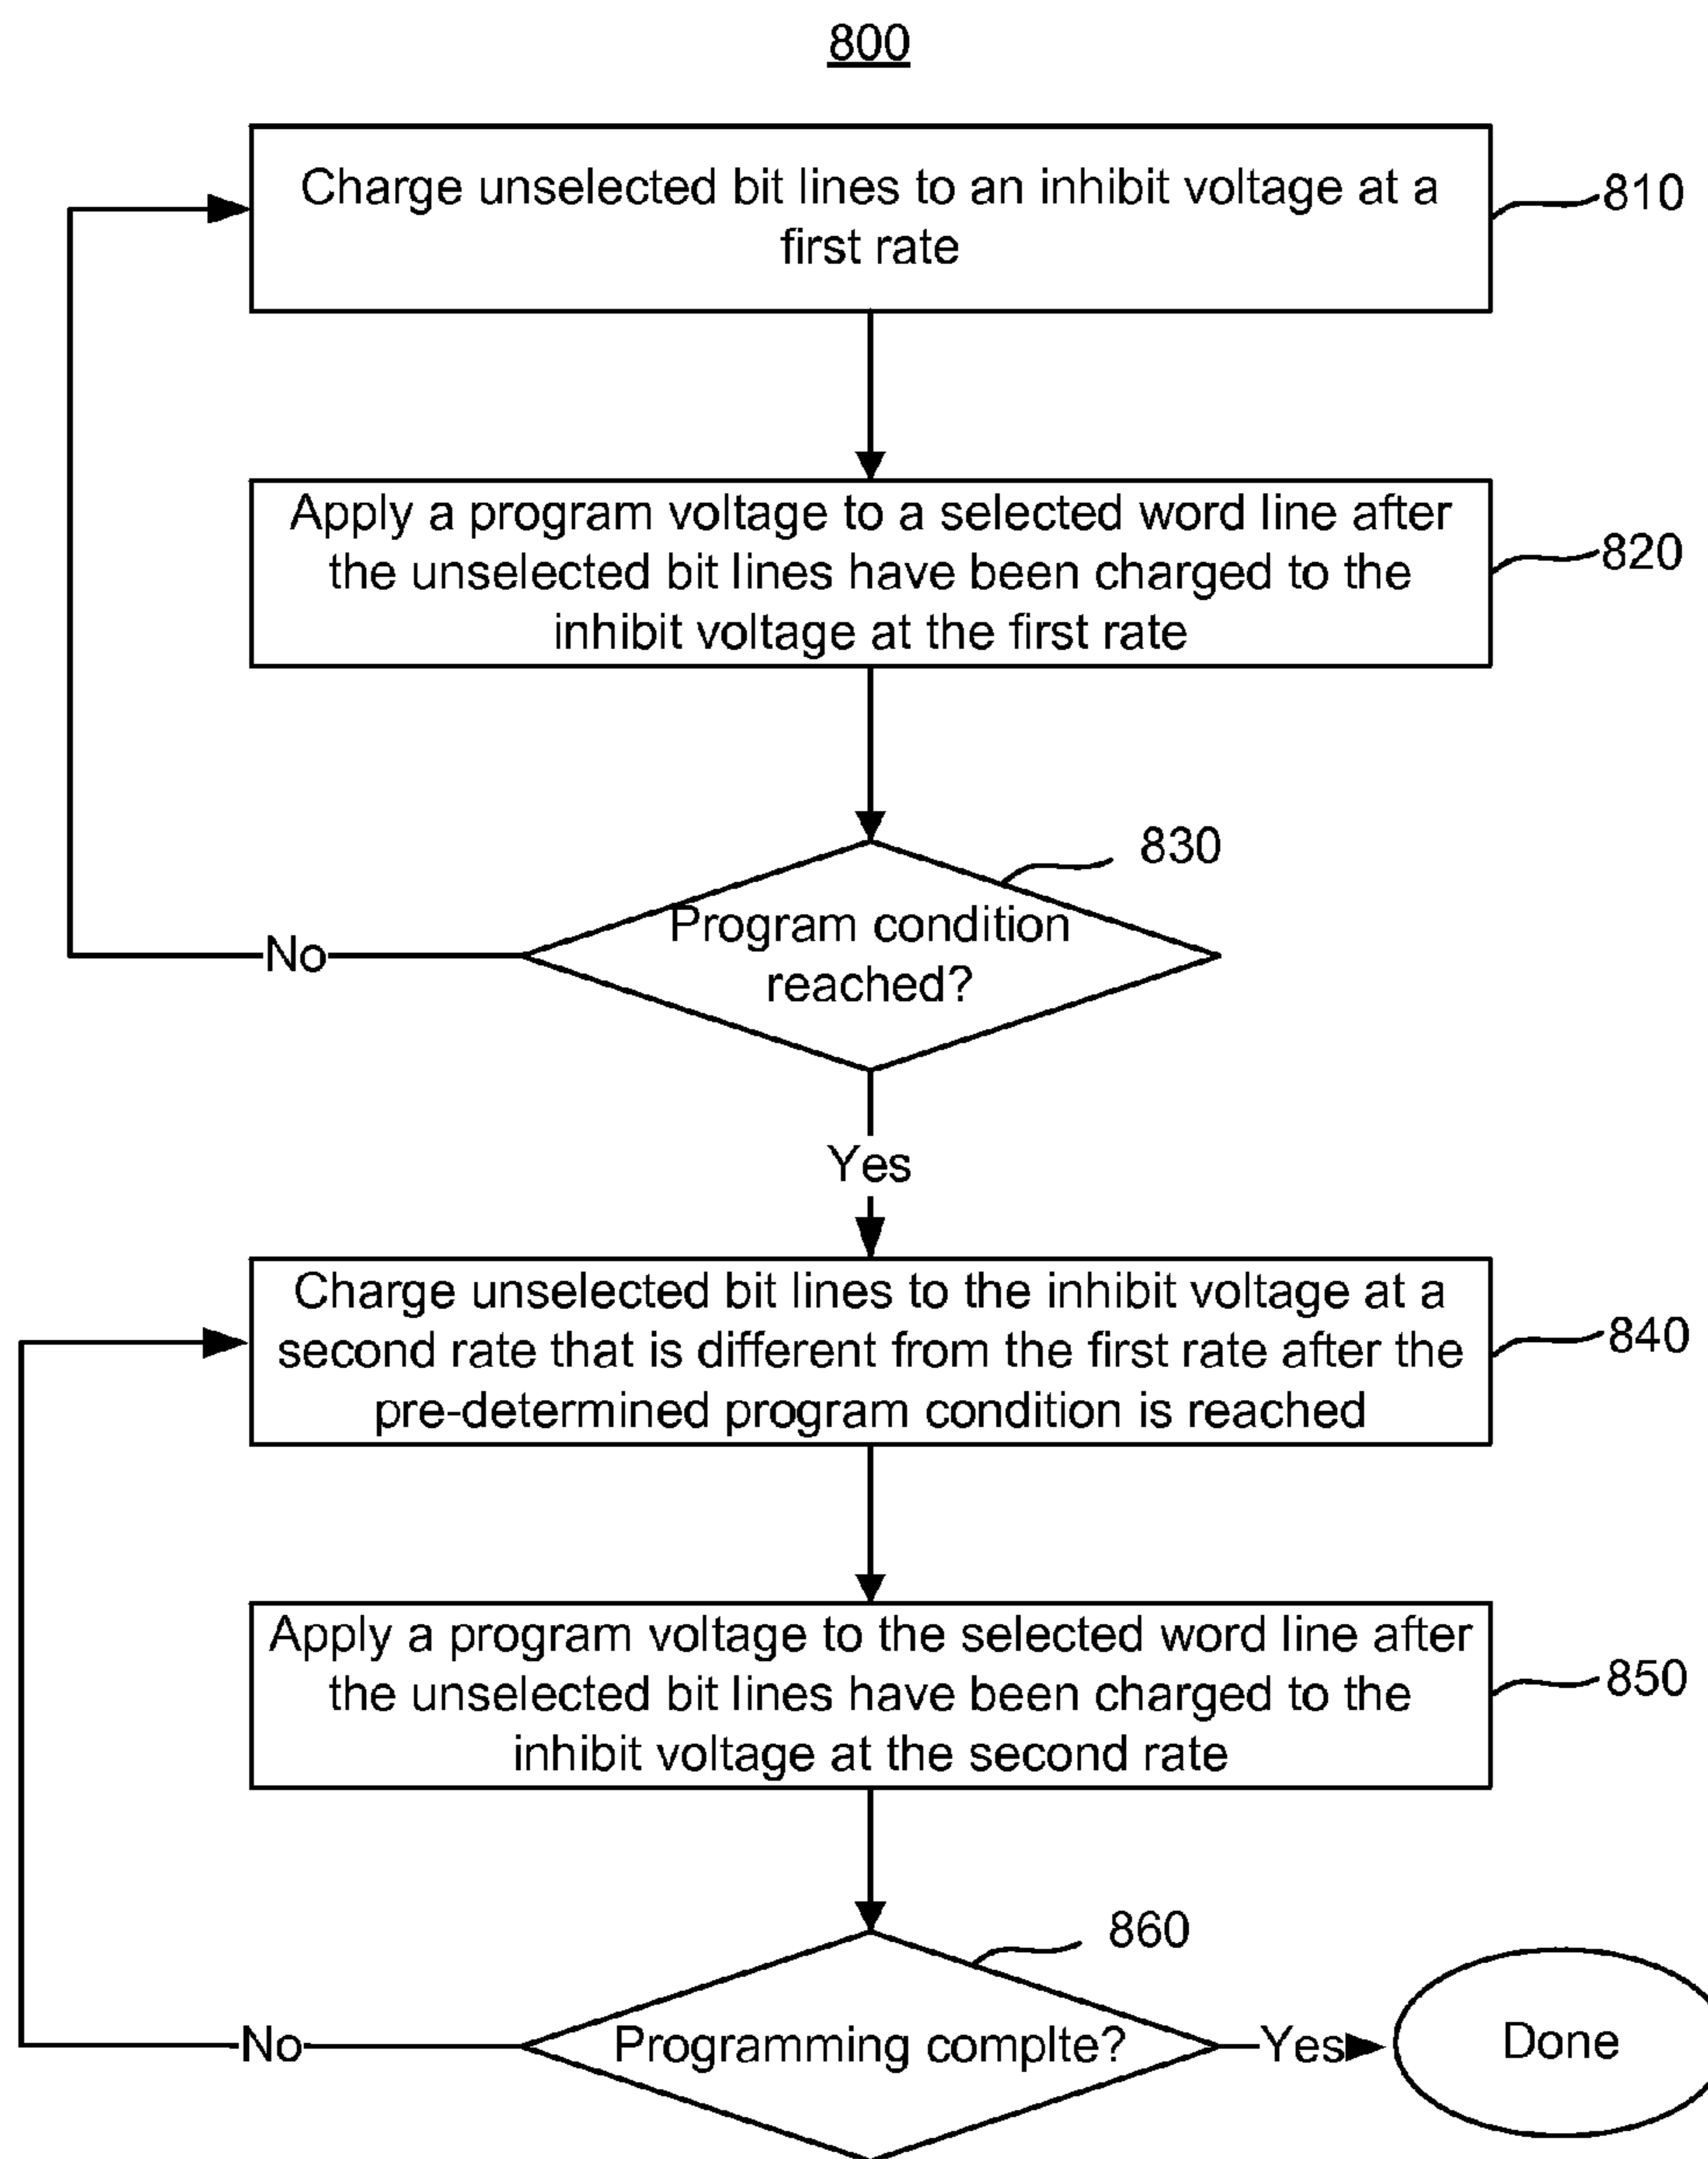 800
Charge unselected bit lines to an inhibit voltage at a
first rate
810
Apply a program voltage to a selected word line after
the unselected bit lines have been charged to the
inhibit voltage at the first rate
820
830
Program condition
reached?
No
Yes
Charge unselected bit lines to the inhibit voltage at a
second rate that is different from the first rate after the
pre-determined program condition is reached
840
Apply a program voltage to the selected word line after
the unselected bit lines have been charged to the
inhibit voltage at the second rate
850
860
Programming complte?
No
Yes
Done